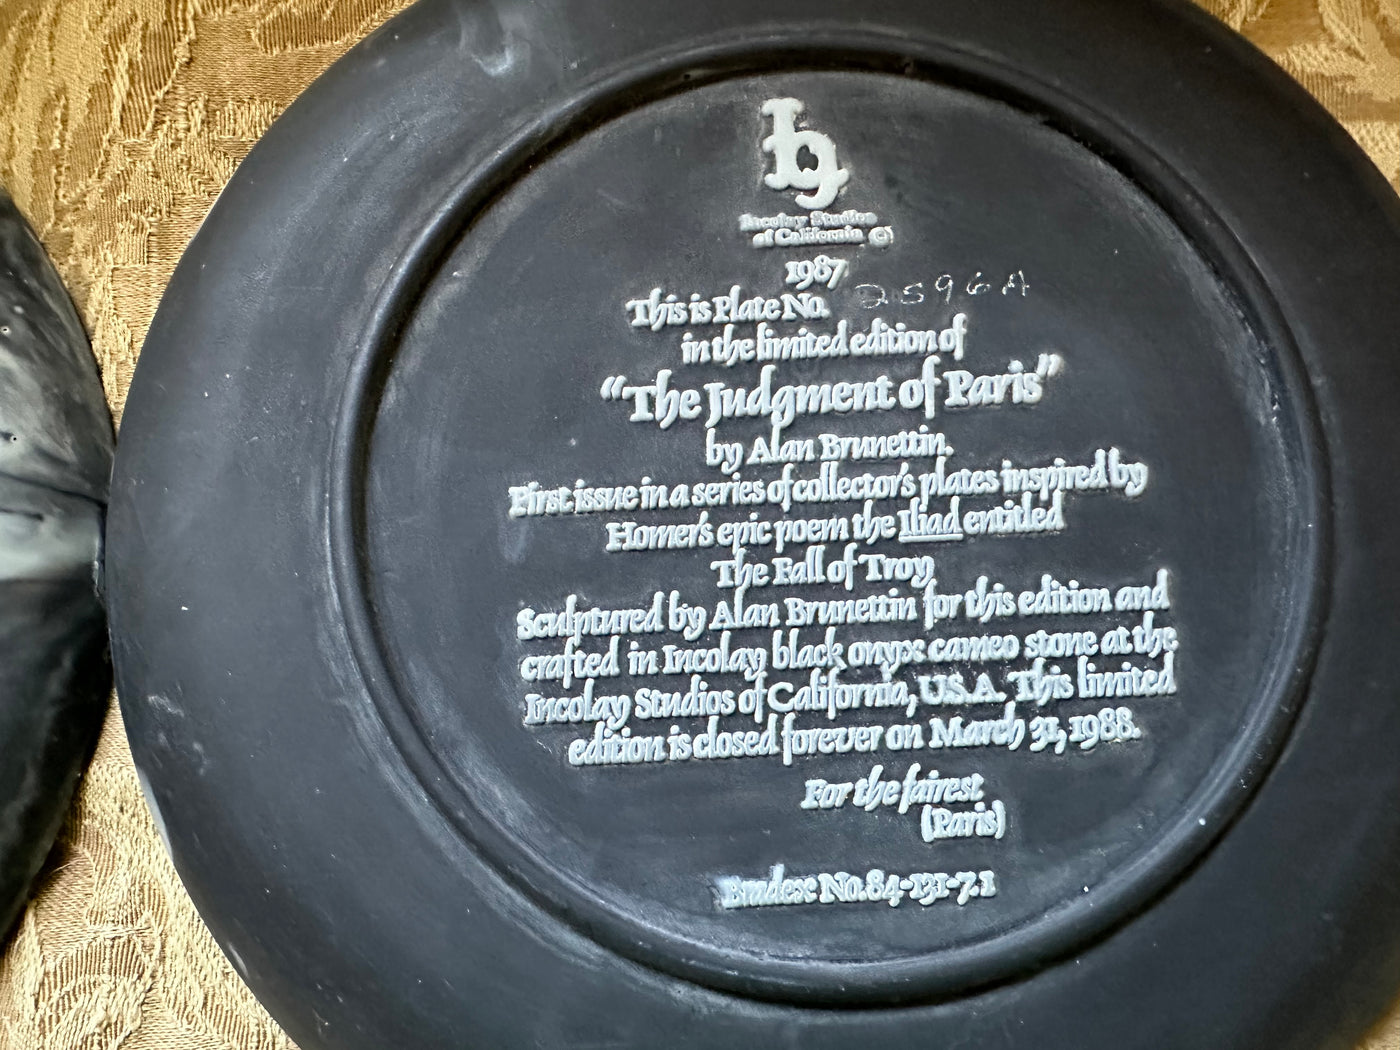 Incolay Studios
of California ©
1987
This is Plate No. 2596A
in the limited edition of
“The Judgment of Paris”
by Alan Brunettin.
First issue in a series of collector's plates inspired by
Homer's epic poem the Iliad entitled
The Fall of Troy
Sculptured by Alan Brunettin for this edition and
crafted in Incolay black onyx cameo stone at the
Incolay Studios of California, U.S.A. This limited
edition is closed forever on March 31, 1988.
For the fairest
(Paris)
Bradex No. 84-131-7.1